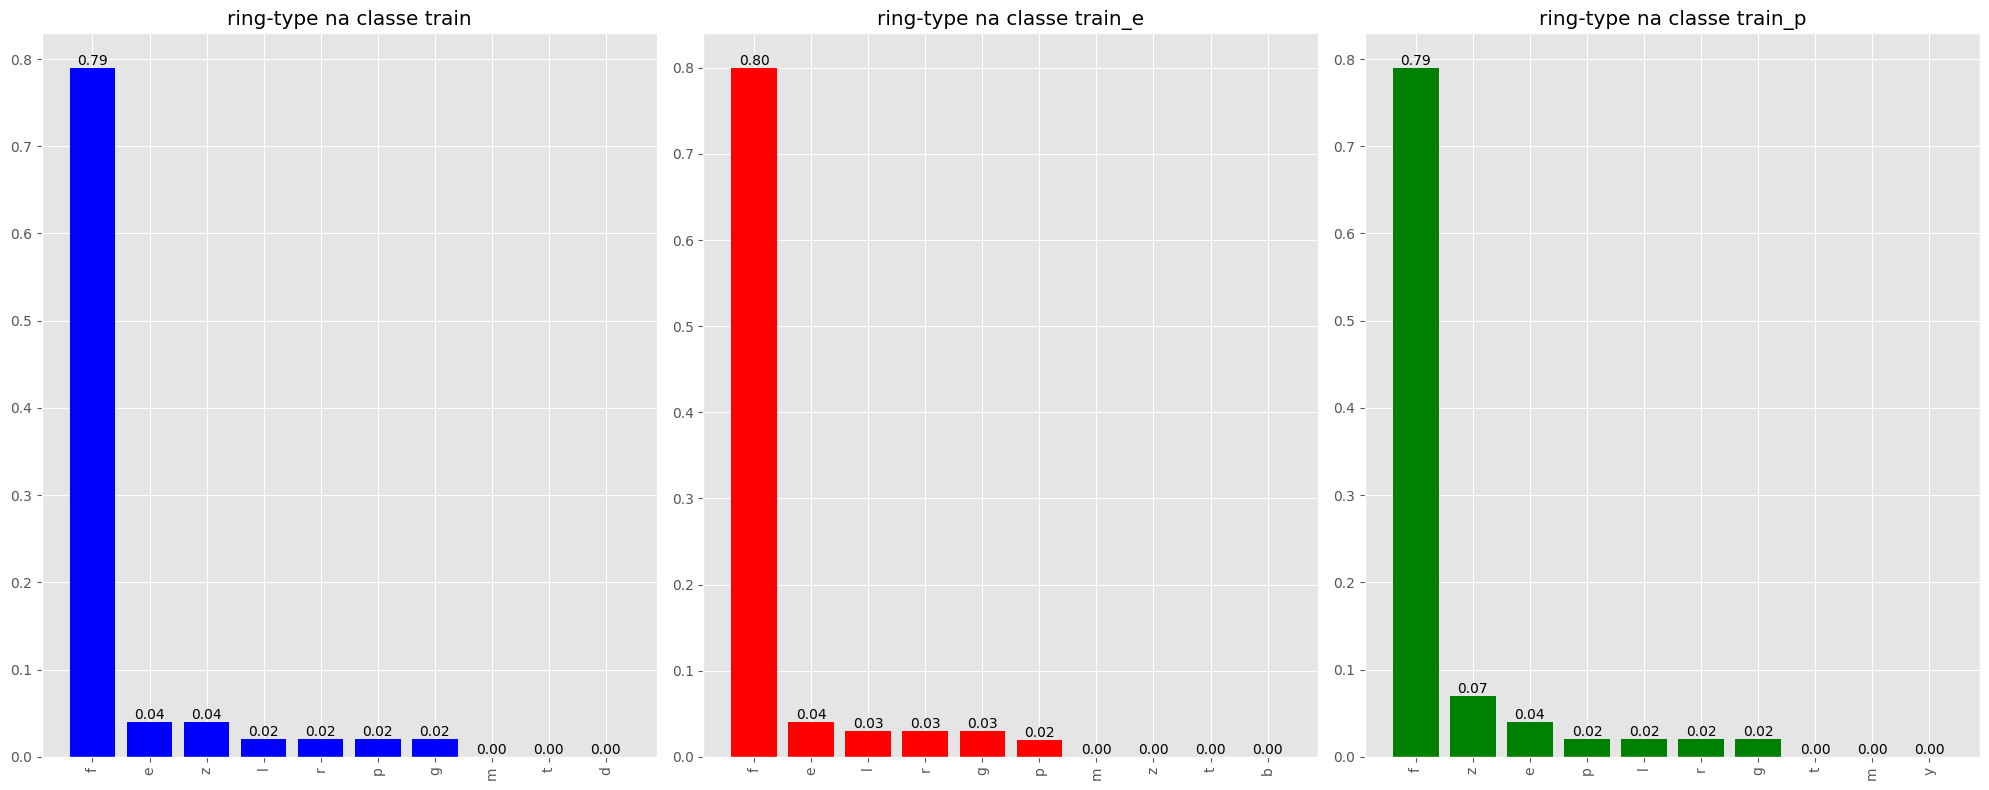 ring-type na classe train
0.8
0.7
0.6
0.5
0.4
0.3
0.2
0.1
0.0
0.79
0.04
0.04
0.02
0.02
0.02
0.02
0.00
0.00
0.00
f
e
z
l
r
p
g
m
t
d
ring-type na classe train_e
0.8
0.7
0.6
0.5
0.4
0.3
0.2
0.1
0.0
0.80
0.04
0.03
0.03
0.03
0.02
0.00
0.00
0.00
0.00
f
e
l
r
g
p
m
z
t
b
ring-type na classe train_p
0.8
0.7
0.6
0.5
0.4
0.3
0.2
0.1
0.0
0.79
0.07
0.04
0.02
0.02
0.02
0.02
0.00
0.00
0.00
f
z
e
p
l
r
g
t
m
y